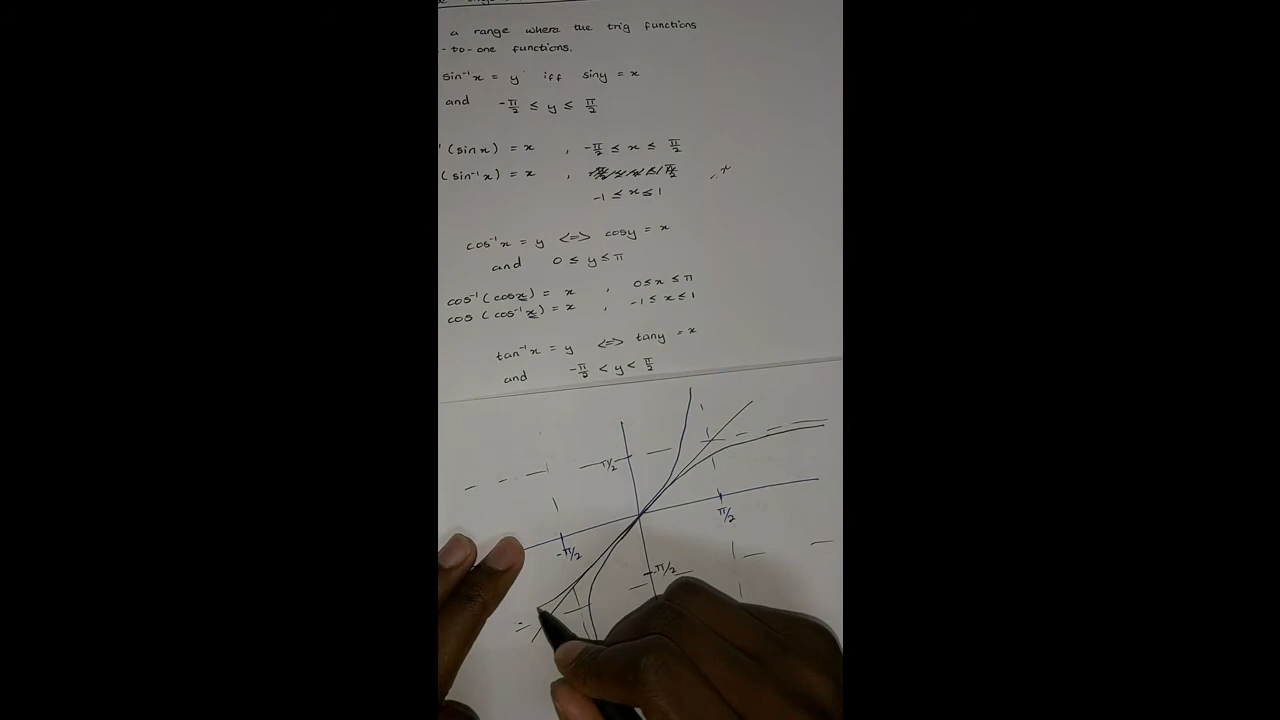 a range where the trig functions
-to-one functions.
sin⁻¹x = y iff siny = x
and -π/2 ≤ y ≤ π/2
(sinx) = x , -π/2 ≤ x ≤ π/2
(sin⁻¹x) = x ,
-1 ≤ x ≤ 1
cos⁻¹x = y <=> cosy = x
and 0 ≤ y ≤ π
cos⁻¹(cosx) = x , 0 ≤ x ≤ π
cos (cos⁻¹x) = x , -1 ≤ x ≤ 1
tan⁻¹x = y <=> tany = x
and -π/2 < y < π/2
π/2
π/2
-π/2
-π/2